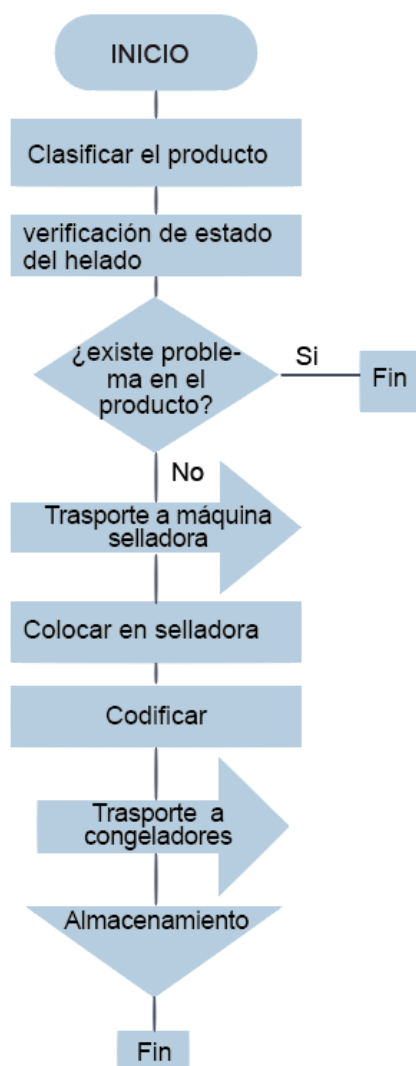 INICIO
Clasificar el producto
verificación de estado
del helado
¿existe proble-
ma en el
producto?
Si
Fin
No
Trasporte a máquina
selladora
Colocar en selladora
Codificar
Trasporte a
congeladores
Almacenamiento
Fin